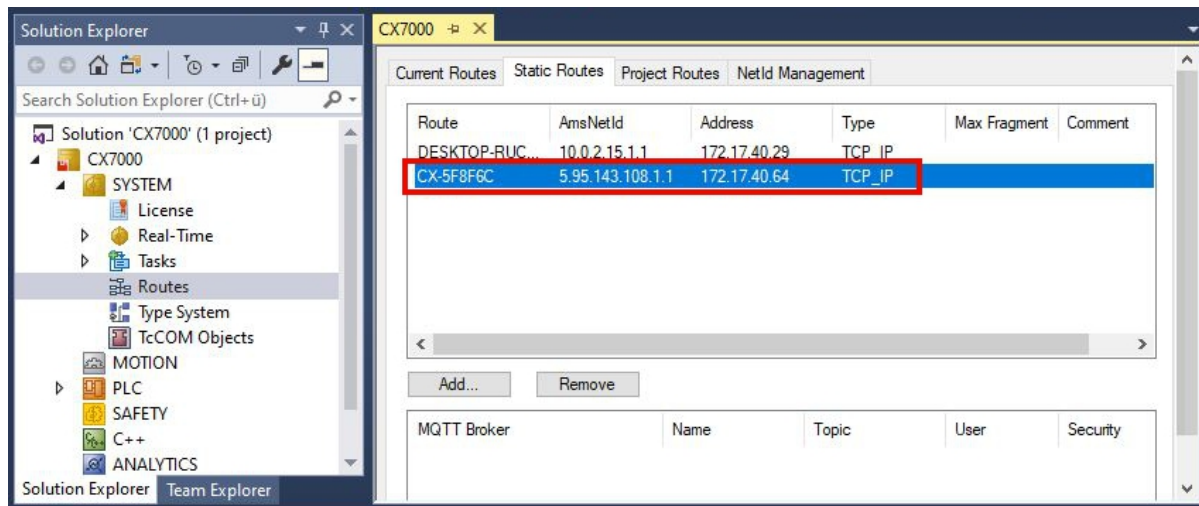 Solution Explorer
Search Solution Explorer (Ctrl+ü)
Solution 'CX7000' (1 project)
CX7000
SYSTEM
License
Real-Time
Tasks
Routes
Type System
TcCOM Objects
MOTION
PLC
SAFETY
C++
ANALYTICS
Solution Explorer Team Explorer
CX7000
Current Routes Static Routes Project Routes NetId Management
Route AmsNetId Address Type Max Fragment Comment
DESKTOP-RUC... 10.0.2.15.1.1 172.17.40.29 TCP_IP
CX-5F8F6C 5.95.143.108.1.1 172.17.40.64 TCP_IP
Add... Remove
MQTT Broker Name Topic User Security